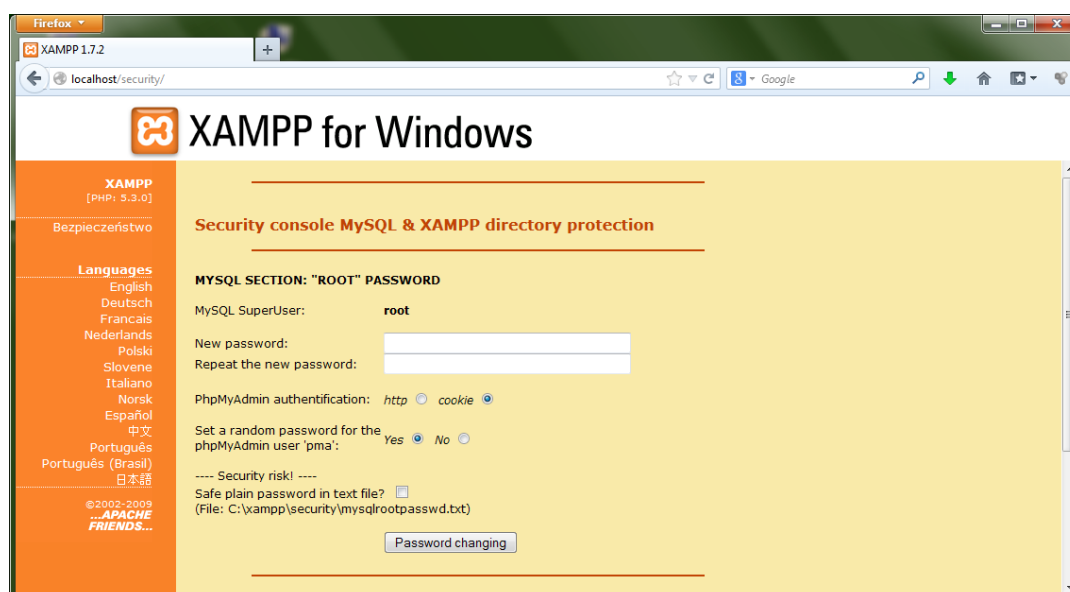 Firefox
XAMPP 1.7.2
localhost/security/
Google
XAMPP for Windows
XAMPP
[PHP: 5.3.0]
Bezpieczeństwo
Languages
English
Deutsch
Francais
Nederlands
Polski
Slovene
Italiano
Norsk
Español
中文
Português
Português (Brasil)
日本語
©2002-2009
...APACHE
FRIENDS...
Security console MySQL & XAMPP directory protection
MYSQL SECTION: "ROOT" PASSWORD
MySQL SuperUser: root
New password:
Repeat the new password:
PhpMyAdmin authentification: http cookie
Set a random password for the
phpMyAdmin user 'pma': Yes No
---- Security risk! ----
Safe plain password in text file?
(File: C:\xampp\security\mysqlrootpasswd.txt)
Password changing